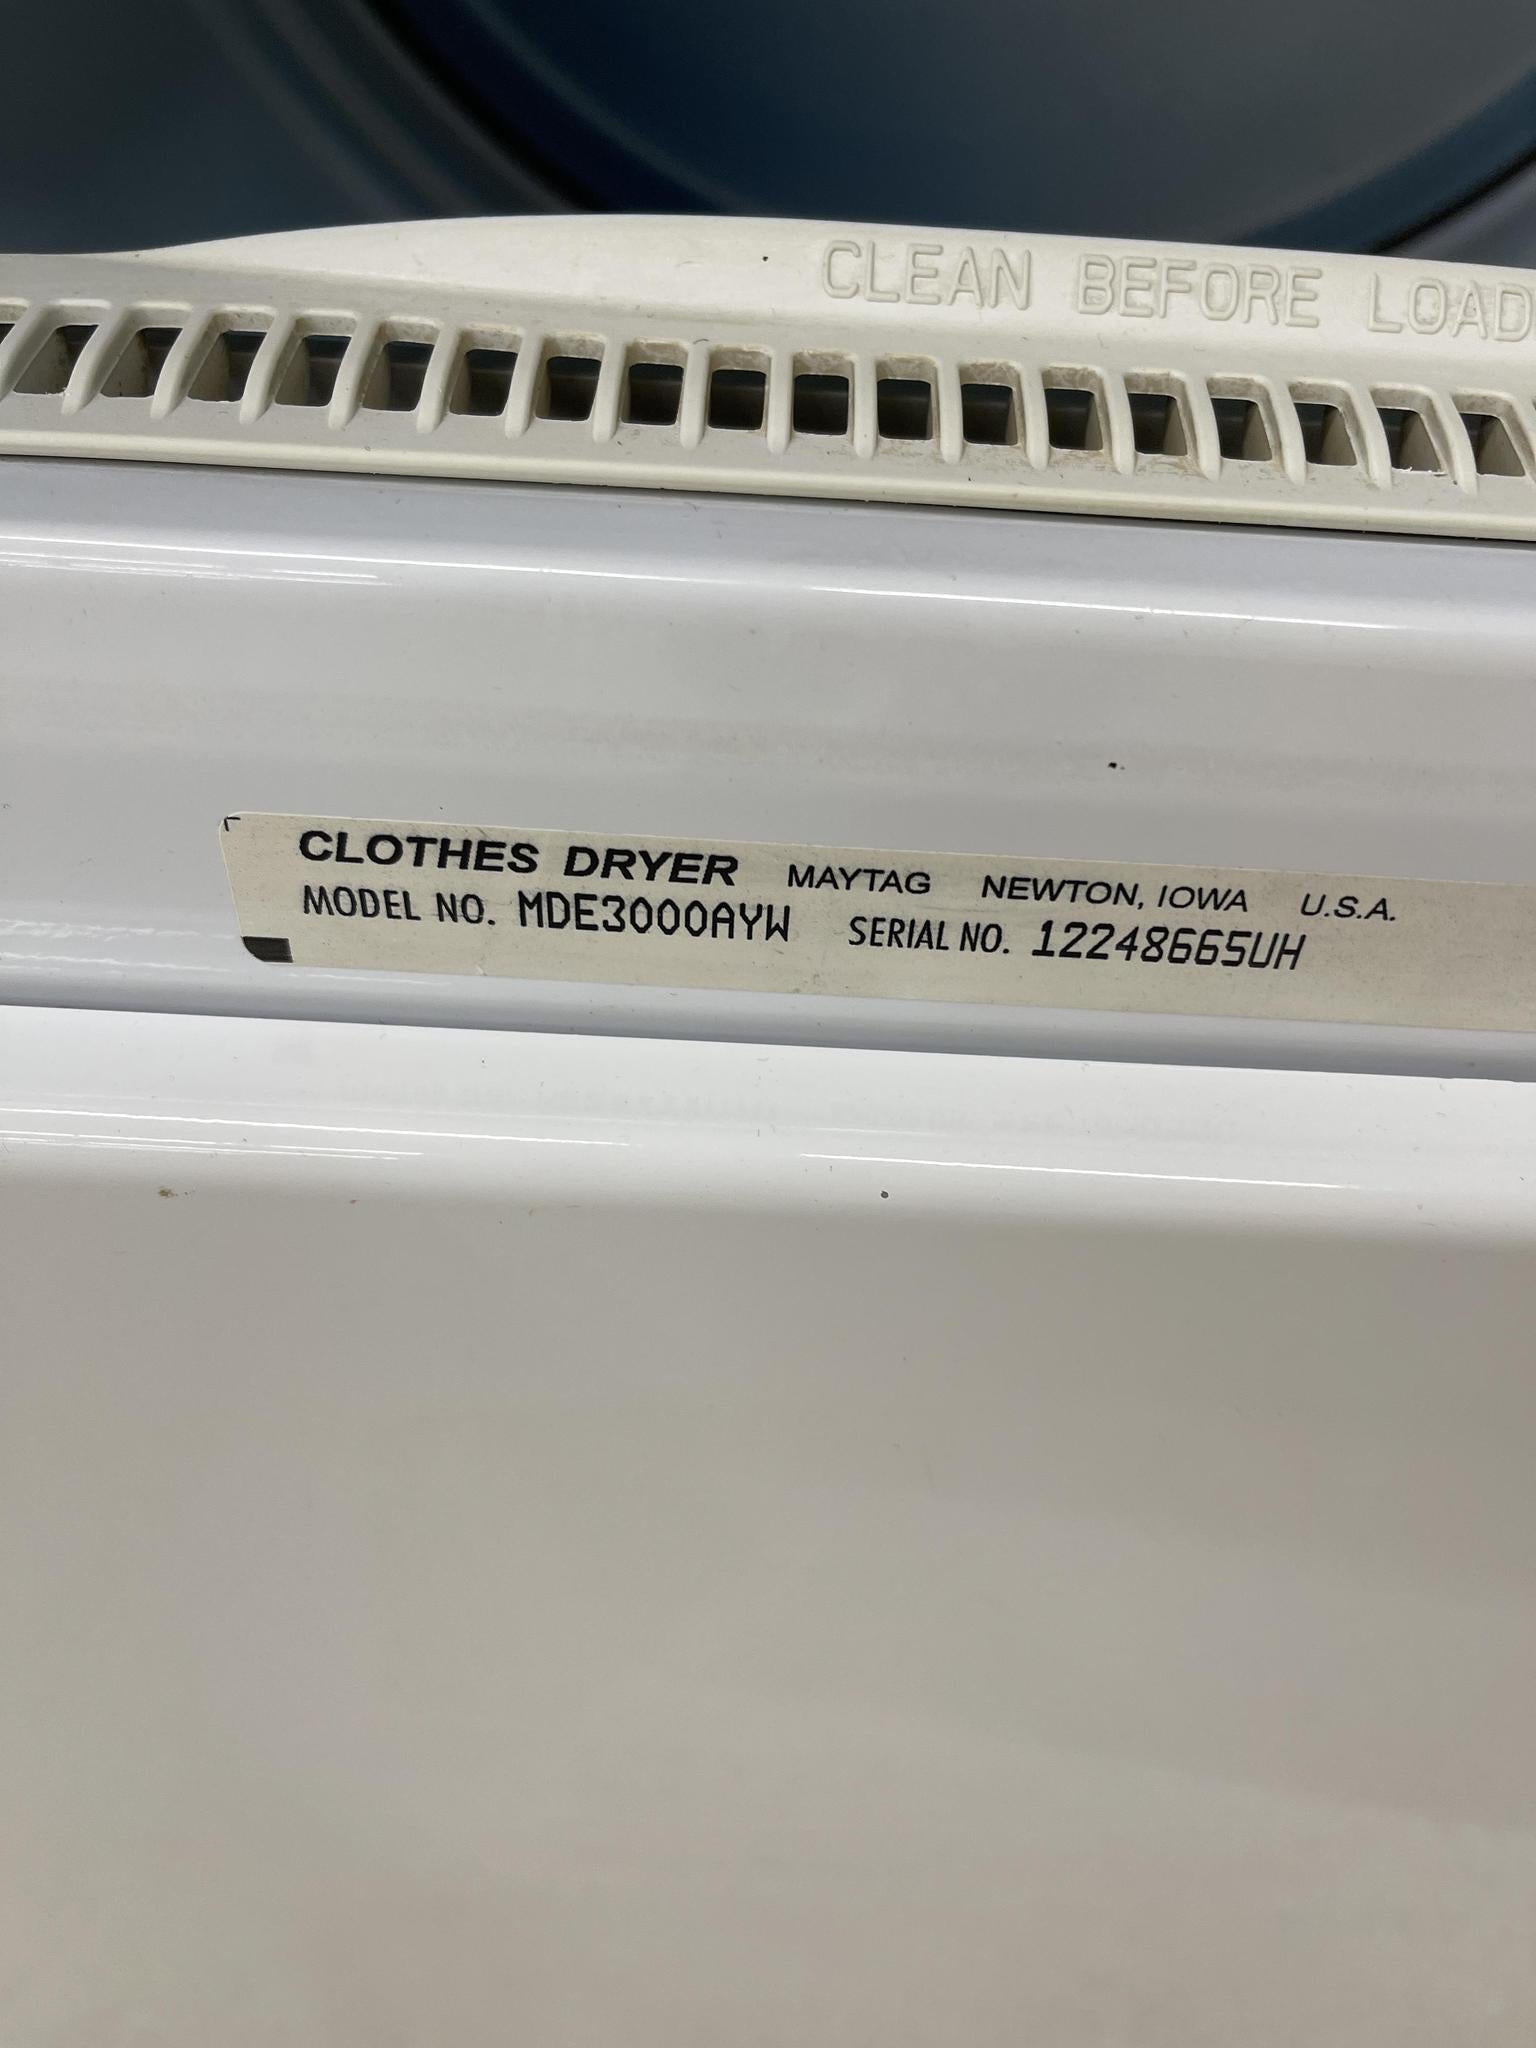 CLEAN BEFORE LOAD
CLOTHES DRYER MAYTAG NEWTON, IOWA U.S.A.
MODEL NO. MDE3000AYW SERIAL NO. 12248665UH